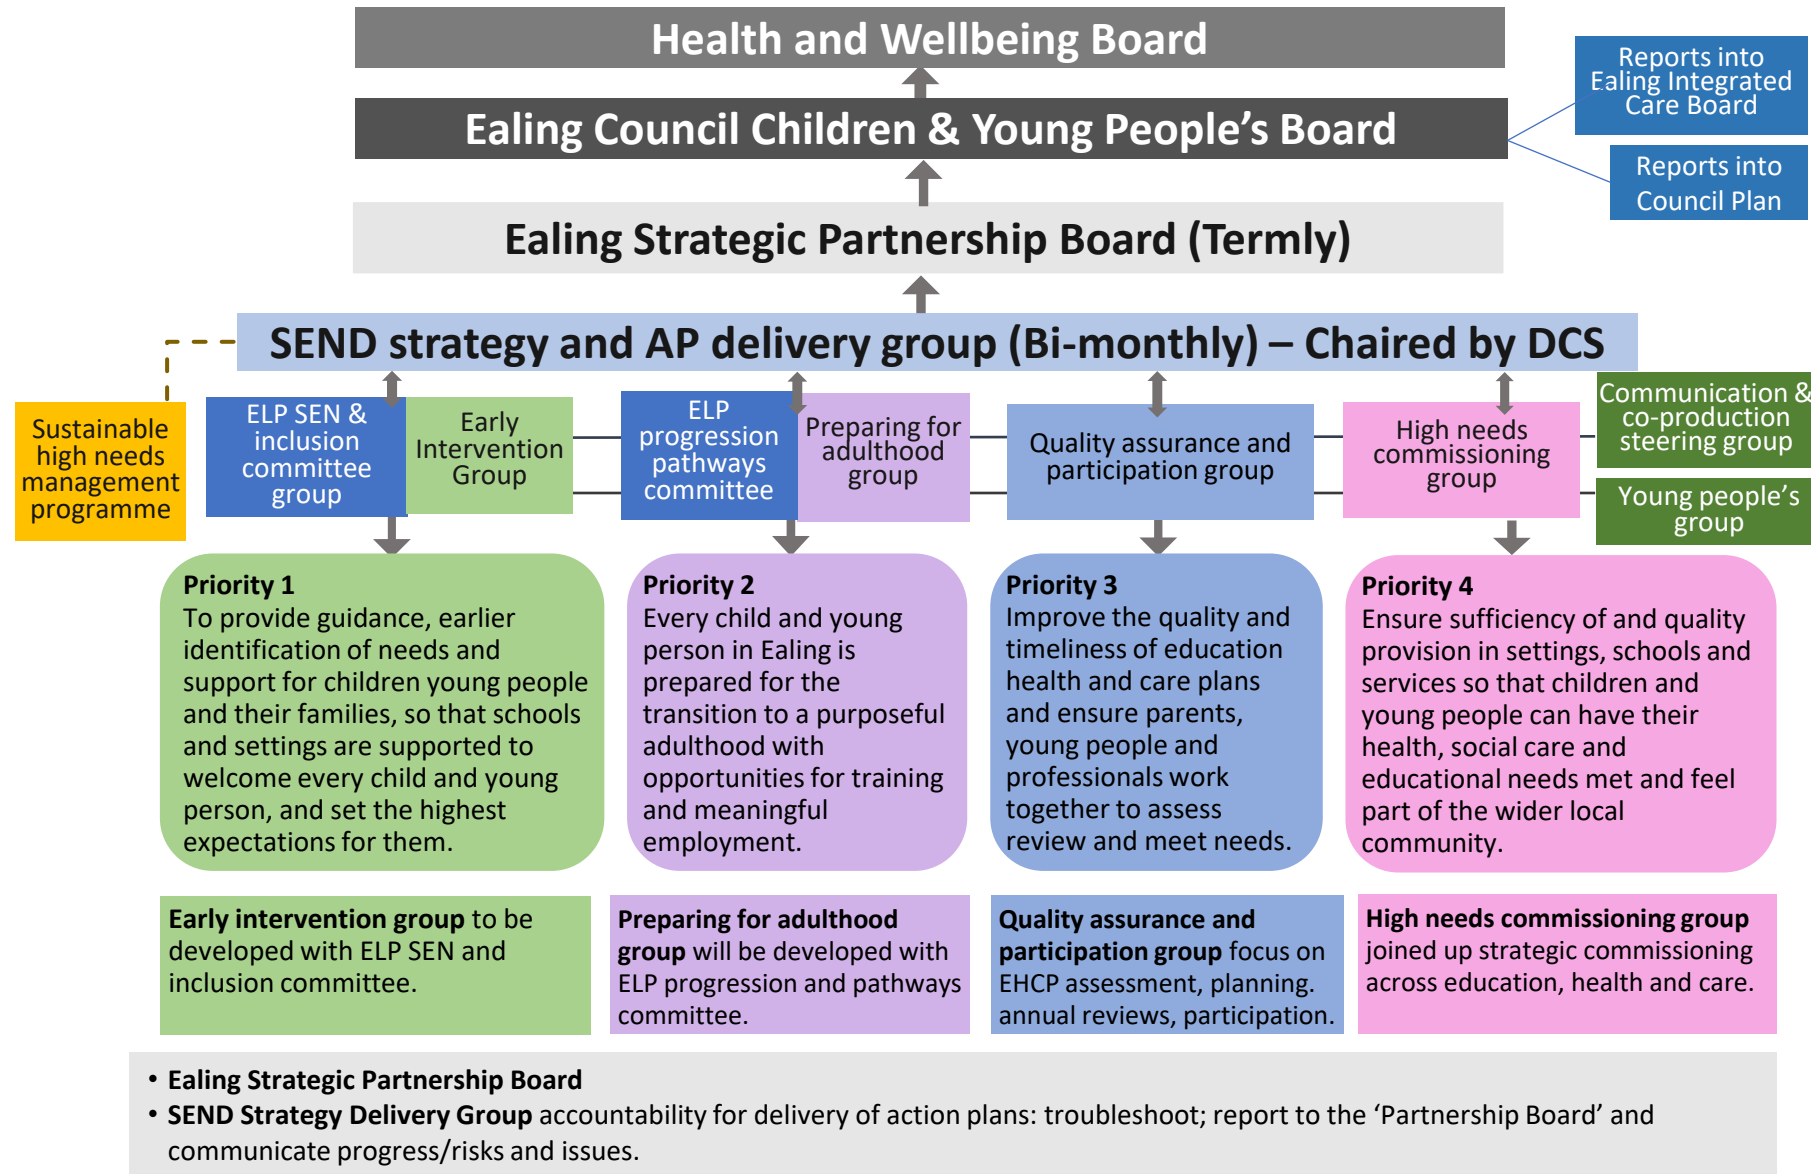 Health and Wellbeing Board
Reports into
Ealing Integrated
Care Board
Ealing Council Children & Young People’s Board
Reports into
Council Plan
Ealing Strategic Partnership Board (Termly)
SEND strategy and AP delivery group (Bi-monthly) – Chaired by DCS
Sustainable
high needs
management
programme
ELP SEN &
inclusion
committee
group
Early
Intervention
Group
ELP
progression
pathways
committee
Preparing for
adulthood
group
Quality assurance and
participation group
High needs
commissioning
group
Communication &
co-production
steering group
Young people’s
group
Priority 1
To provide guidance, earlier
identification of needs and
support for children young people
and their families, so that schools
and settings are supported to
welcome every child and young
person, and set the highest
expectations for them.
Priority 2
Every child and young
person in Ealing is
prepared for the
transition to a purposeful
adulthood with
opportunities for training
and meaningful
employment.
Priority 3
Improve the quality and
timeliness of education
health and care plans
and ensure parents,
young people and
professionals work
together to assess
review and meet needs.
Priority 4
Ensure sufficiency of and quality
provision in settings, schools and
services so that children and
young people can have their
health, social care and
educational needs met and feel
part of the wider local
community.
Early intervention group to be
developed with ELP SEN and
inclusion committee.
Preparing for adulthood
group will be developed with
ELP progression and pathways
committee.
Quality assurance and
participation group focus on
EHCP assessment, planning.
annual reviews, participation.
High needs commissioning group
joined up strategic commissioning
across education, health and care.
• Ealing Strategic Partnership Board
• SEND Strategy Delivery Group accountability for delivery of action plans: troubleshoot; report to the ‘Partnership Board’ and
communicate progress/risks and issues.